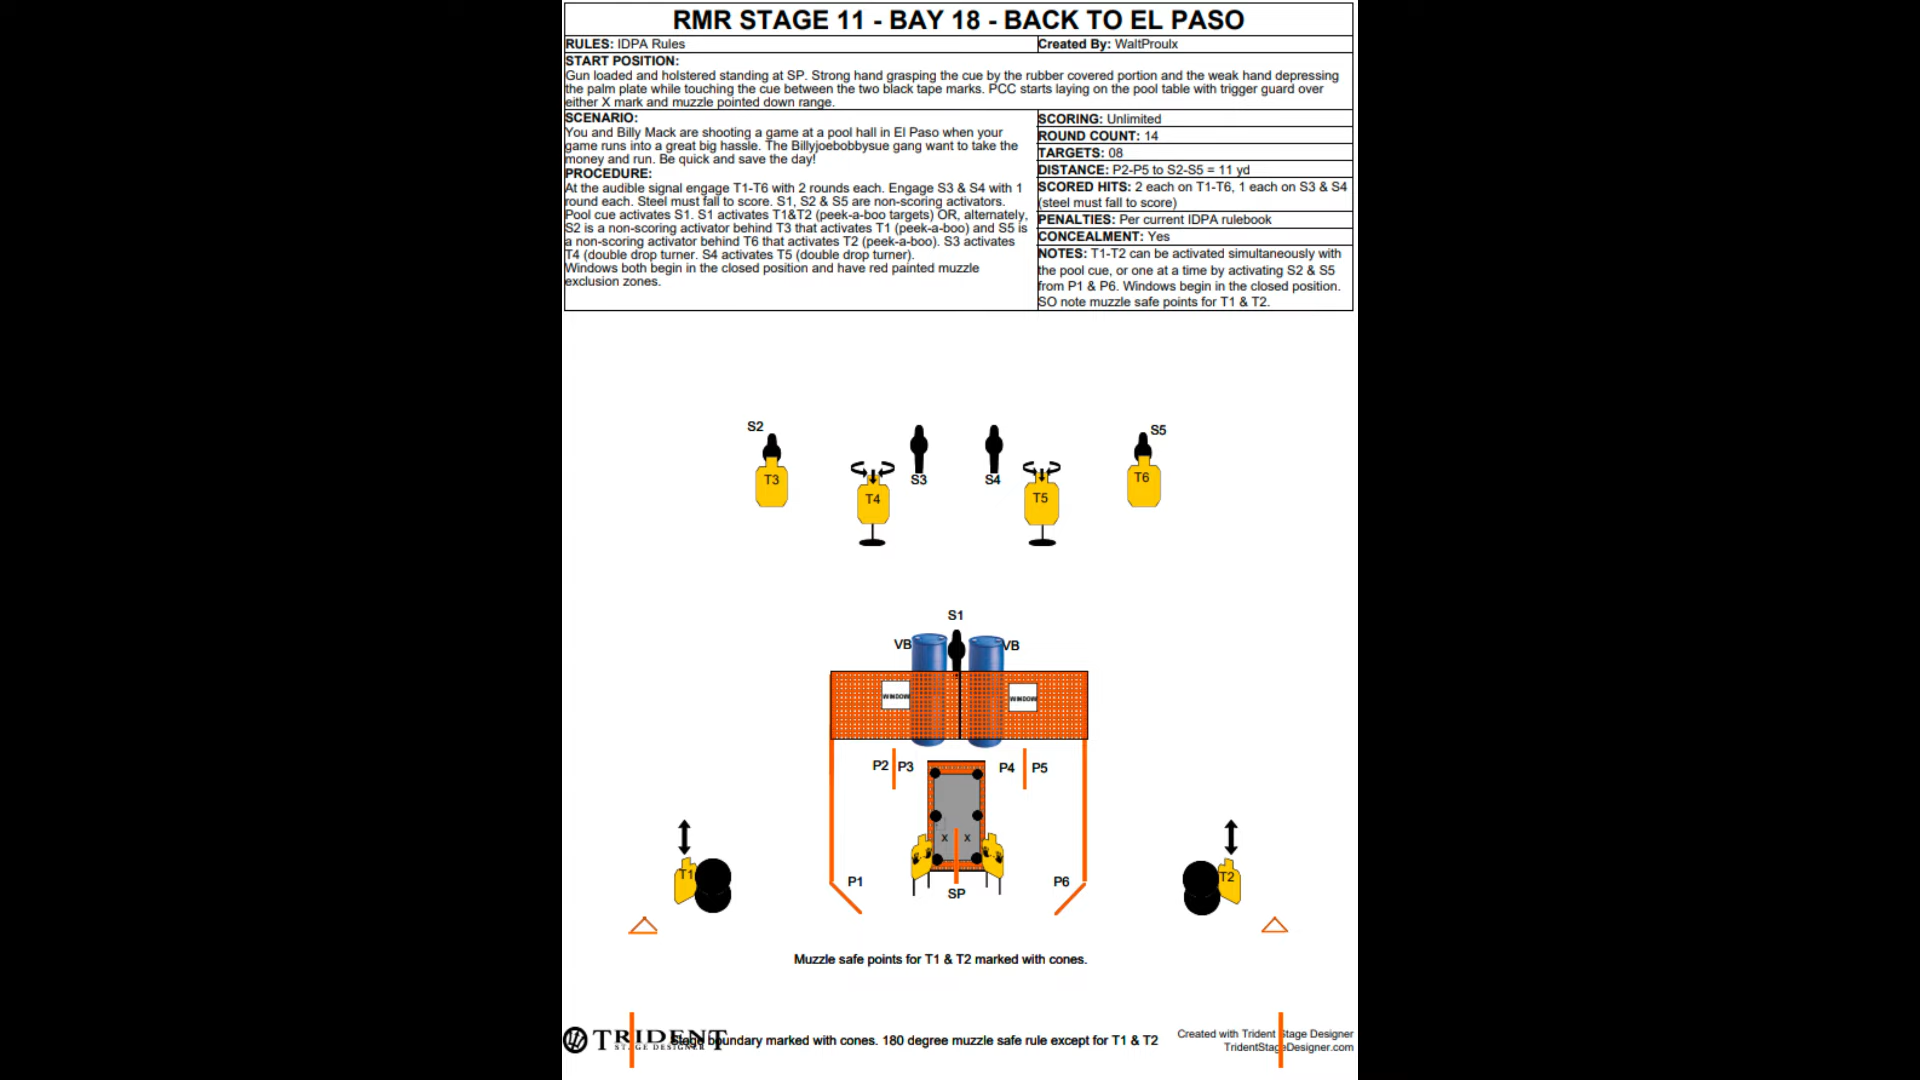 RMR STAGE 11 - BAY 18 - BACK TO EL PASO
RULES: IDPA Rules
Created By: WaltProulx
START POSITION:
Gun loaded and holstered standing at SP. Strong hand grasping the cue by the rubber covered portion and the weak hand depressing
the palm plate while touching the cue between the two black tape marks. PCC starts laying on the pool table with trigger guard over
either X mark and muzzle pointed down range.
SCENARIO:
You and Billy Mack are shooting a game at a pool hall in El Paso when your
game runs into a great big hassle. The Billyjoebobbysue gang want to take the
money and run. Be quick and save the day!
PROCEDURE:
At the audible signal engage T1-T6 with 2 rounds each. Engage S3 & S4 with 1
round each. Steel must fall to score. S1, S2 & S5 are non-scoring activators.
Pool cue activates S1. S1 activates T1&T2 (peek-a-boo targets) OR, alternately,
S2 is a non-scoring activator behind T3 that activates T1 (peek-a-boo) and S5 is
a non-scoring activator behind T6 that activates T2 (peek-a-boo). S3 activates
T4 (double drop turner. S4 activates T5 (double drop turner).
Windows both begin in the closed position and have red painted muzzle
exclusion zones.
SCORING: Unlimited
ROUND COUNT: 14
TARGETS: 08
DISTANCE: P2-P5 to S2-S5 = 11 yd
SCORED HITS: 2 each on T1-T6, 1 each on S3 & S4
(steel must fall to score)
PENALTIES: Per current IDPA rulebook
CONCEALMENT: Yes
NOTES: T1-T2 can be activated simultaneously with
the pool cue, or one at a time by activating S2 & S5
from P1 & P6. Windows begin in the closed position.
SO note muzzle safe points for T1 & T2.
S2
S5
T3
S3
S4
T6
T4
T5
S1
VB
VB
WINDOW
WINDOW
P2
P3
P4
P5
X
X
T1
P1
SP
P6
T2
Muzzle safe points for T1 & T2 marked with cones.
TRIDENT
STAGE DESIGNER
Stage boundary marked with cones. 180 degree muzzle safe rule except for T1 & T2
Created with Trident Stage Designer
TridentStageDesigner.com